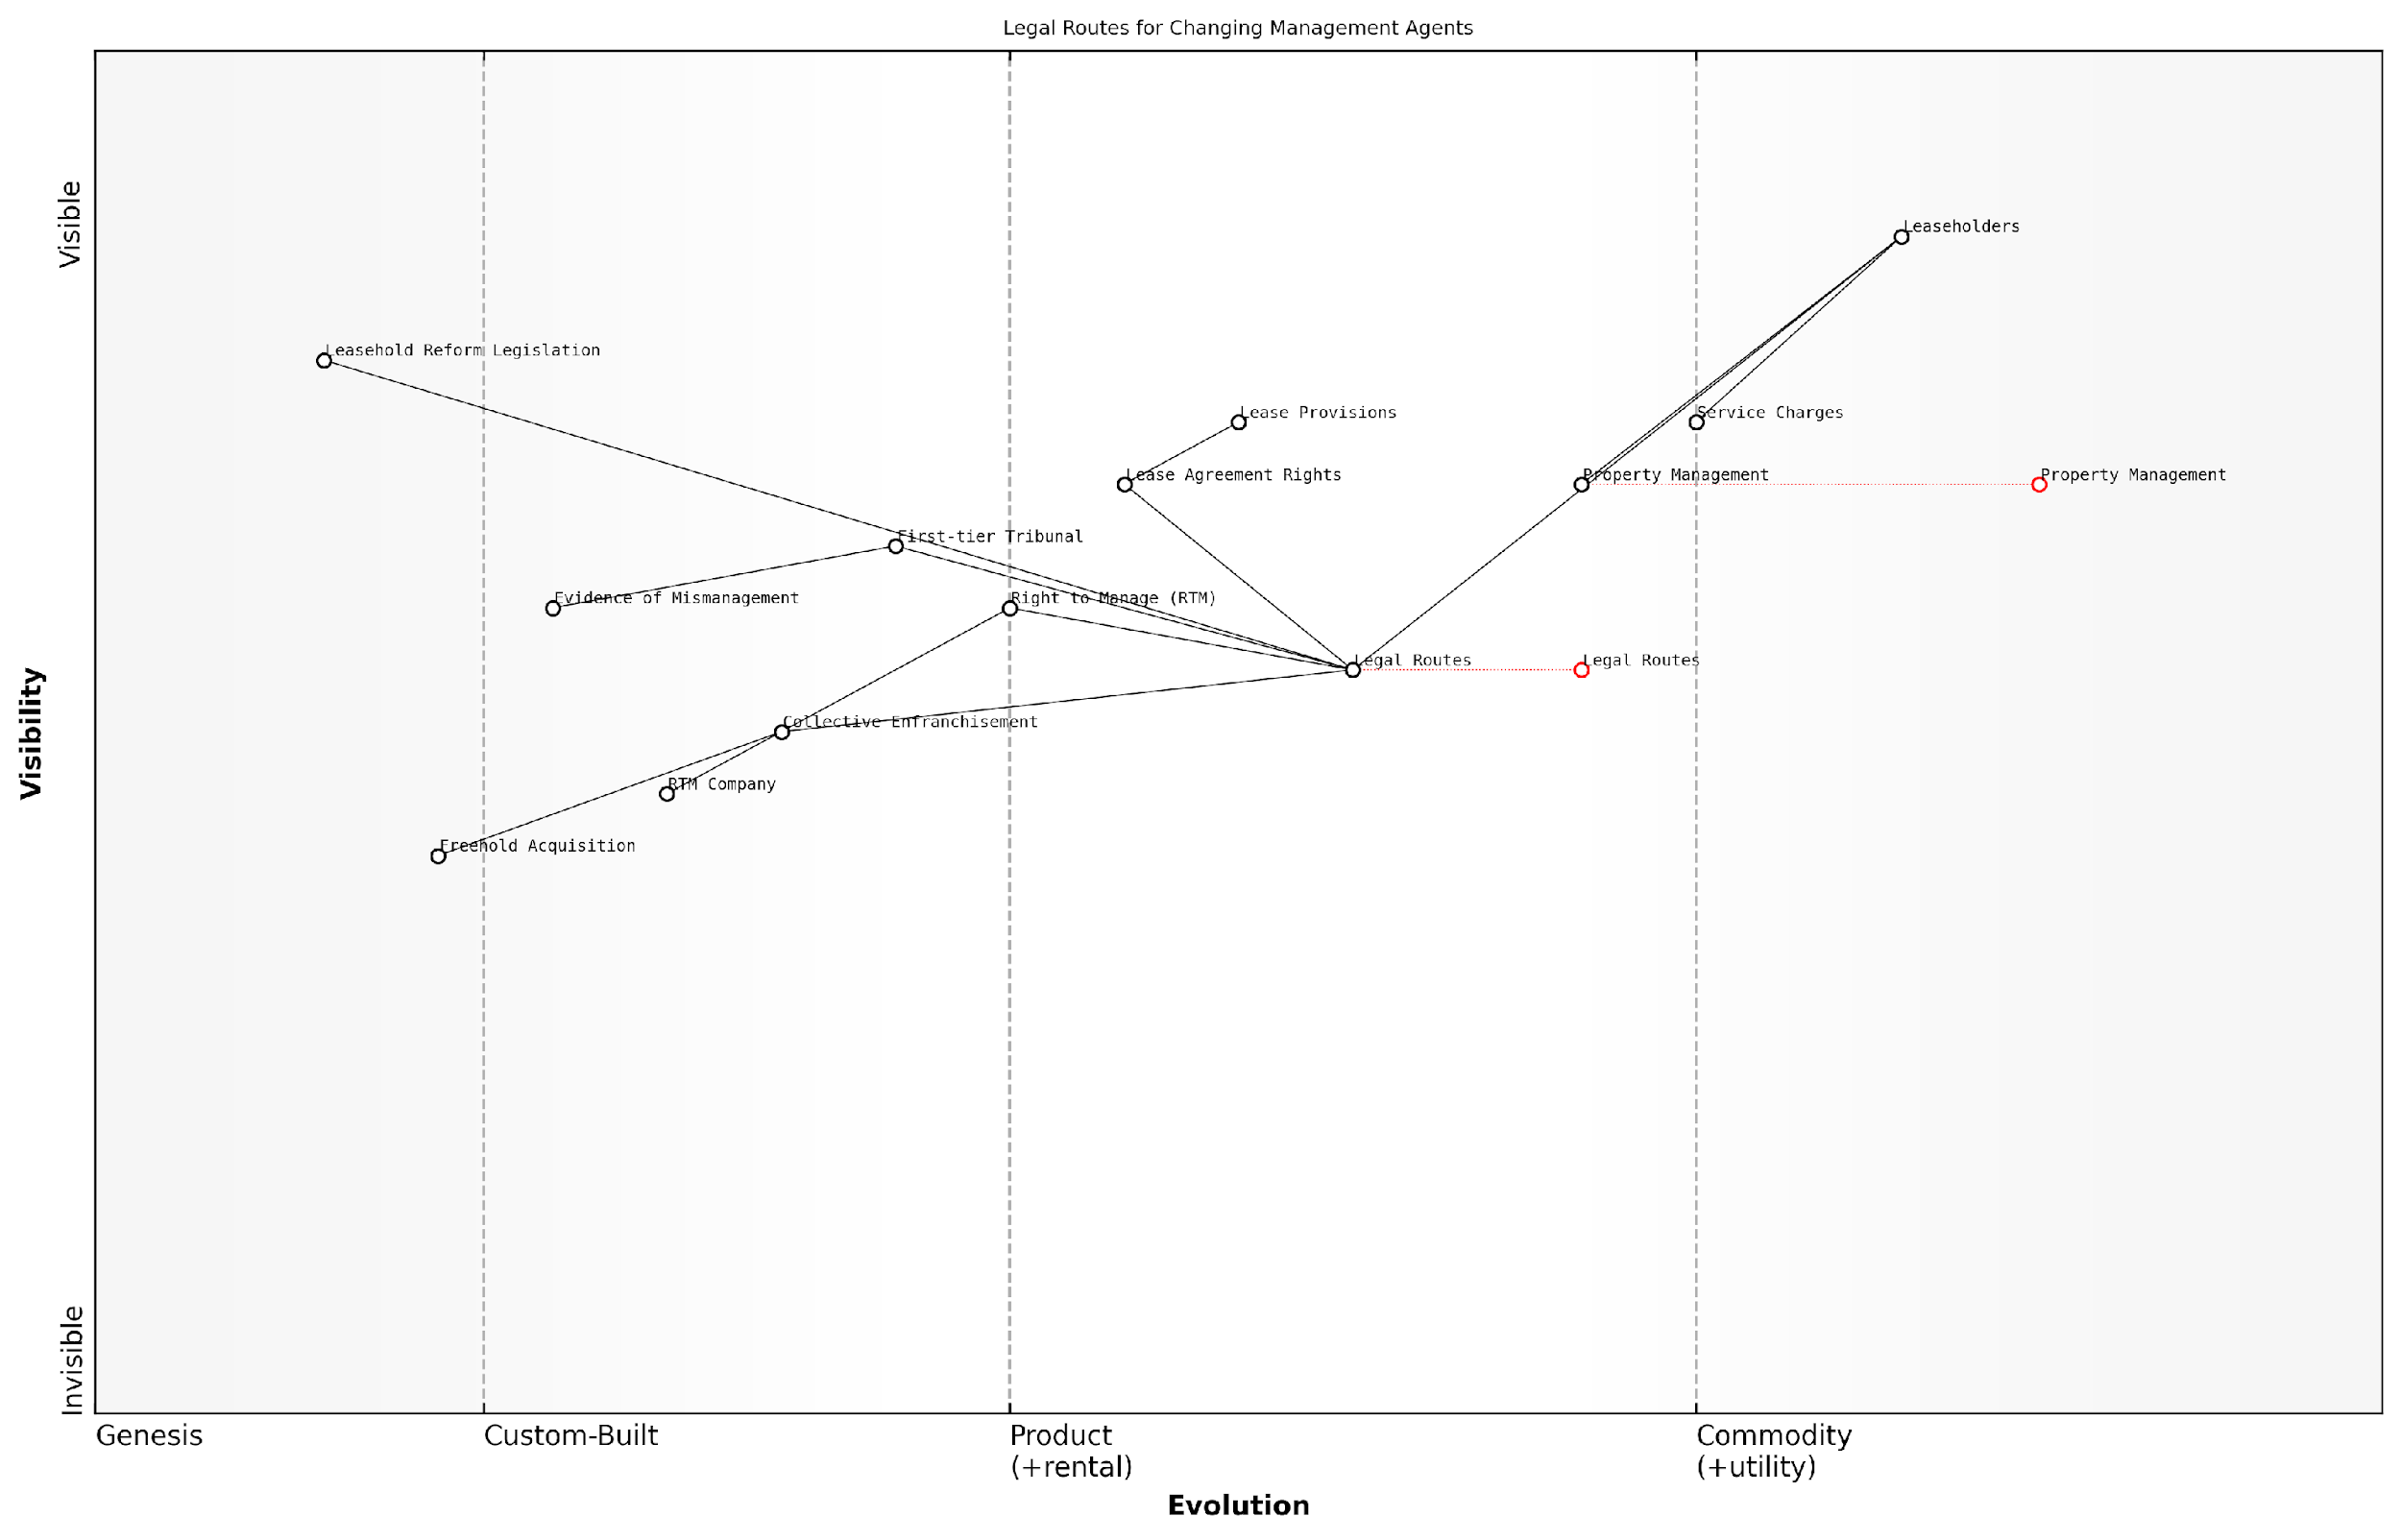 Legal Routes for Changing Management Agents
Visible
Leaseholders
Leasehold Reform Legislation
Lease Provisions
Service Charges
Lease Agreement Rights
Property Management
Property Management
First-tier Tribunal
Evidence of Mismanagement
Right to Manage (RTM)
Legal Routes
Legal Routes
Collective Enfranchisement
RTM Company
Freehold Acquisition
Visibility
Invisible
Genesis
Custom-Built
Product
(+rental)
Commodity
(+utility)
Evolution